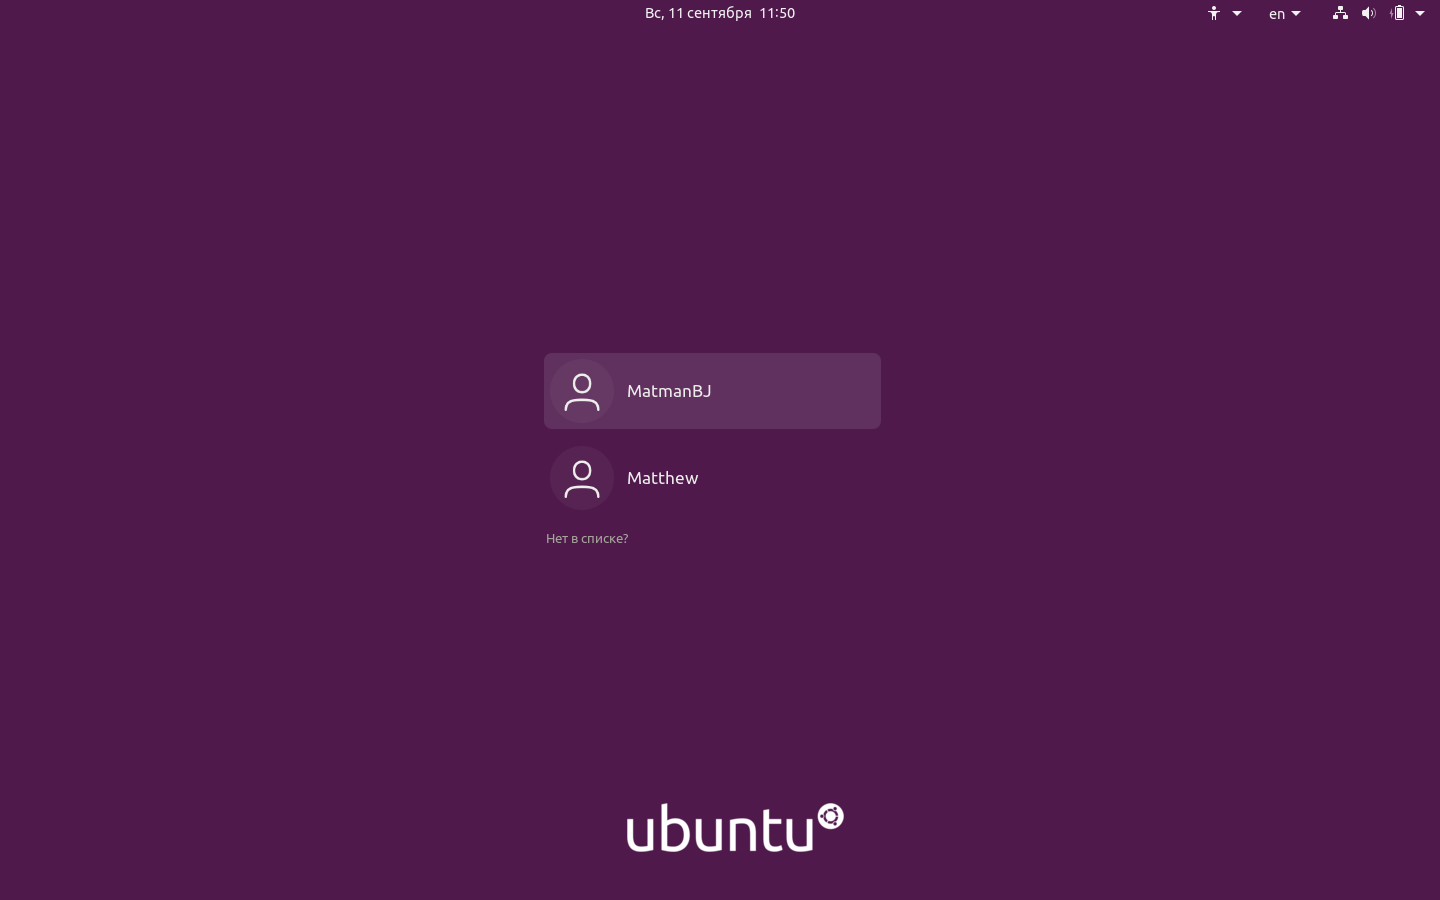 Вс, 11 сентября 11:50
en
MatmanBJ
Matthew
Нет в списке?
ubuntu